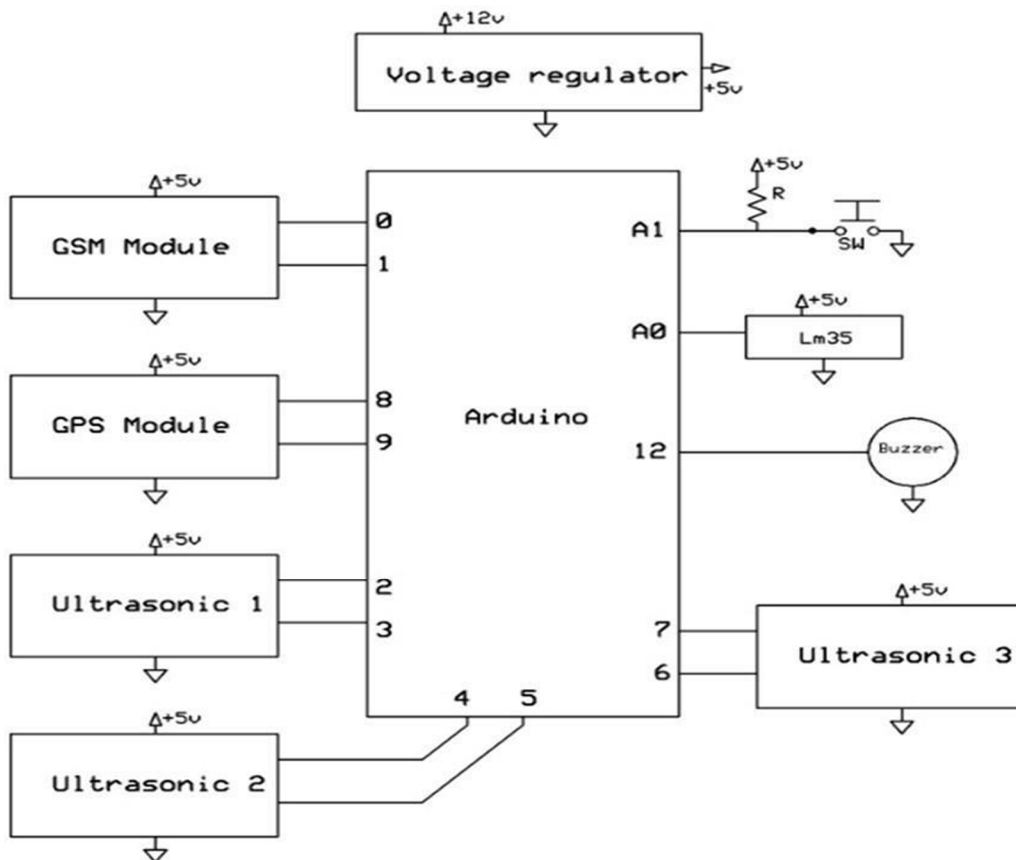 +12v
Voltage regulator
+5v
+5v
GSM Module
0
1
+5v
GPS Module
8
9
+5v
Ultrasonic 1
2
3
+5v
Ultrasonic 2
4 5
Arduino
A1
+5v
R
SW
A0
+5v
Lm35
12
Buzzer
7
6
+5v
Ultrasonic 3